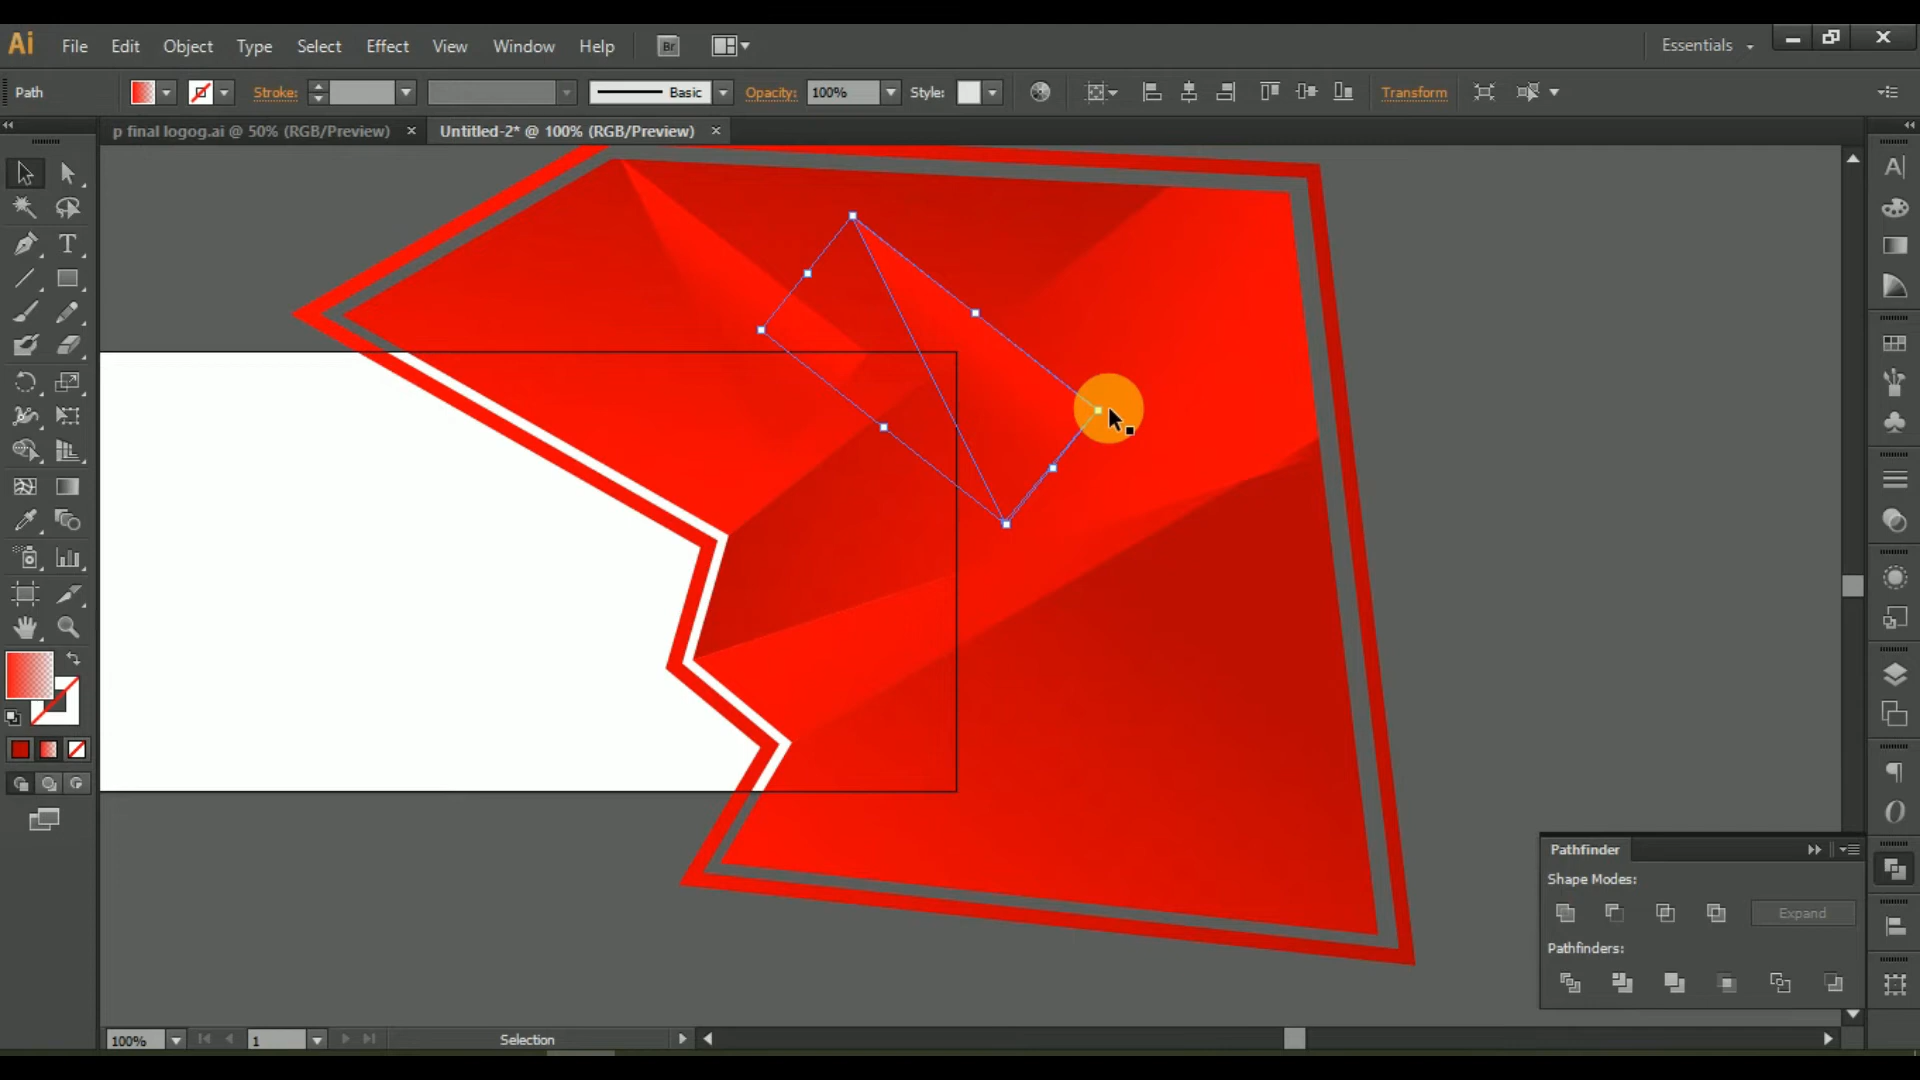 Ai File Edit Object Type Select Effect View Window Help Br Essentials
Path Stroke: Basic Opacity: 100% Style: Transform
p final logog.ai @ 50% (RGB/Preview) × Untitled-2* @ 100% (RGB/Preview) ×
Pathfinder
Shape Modes:
Expand
Pathfinders:
100% 1 Selection